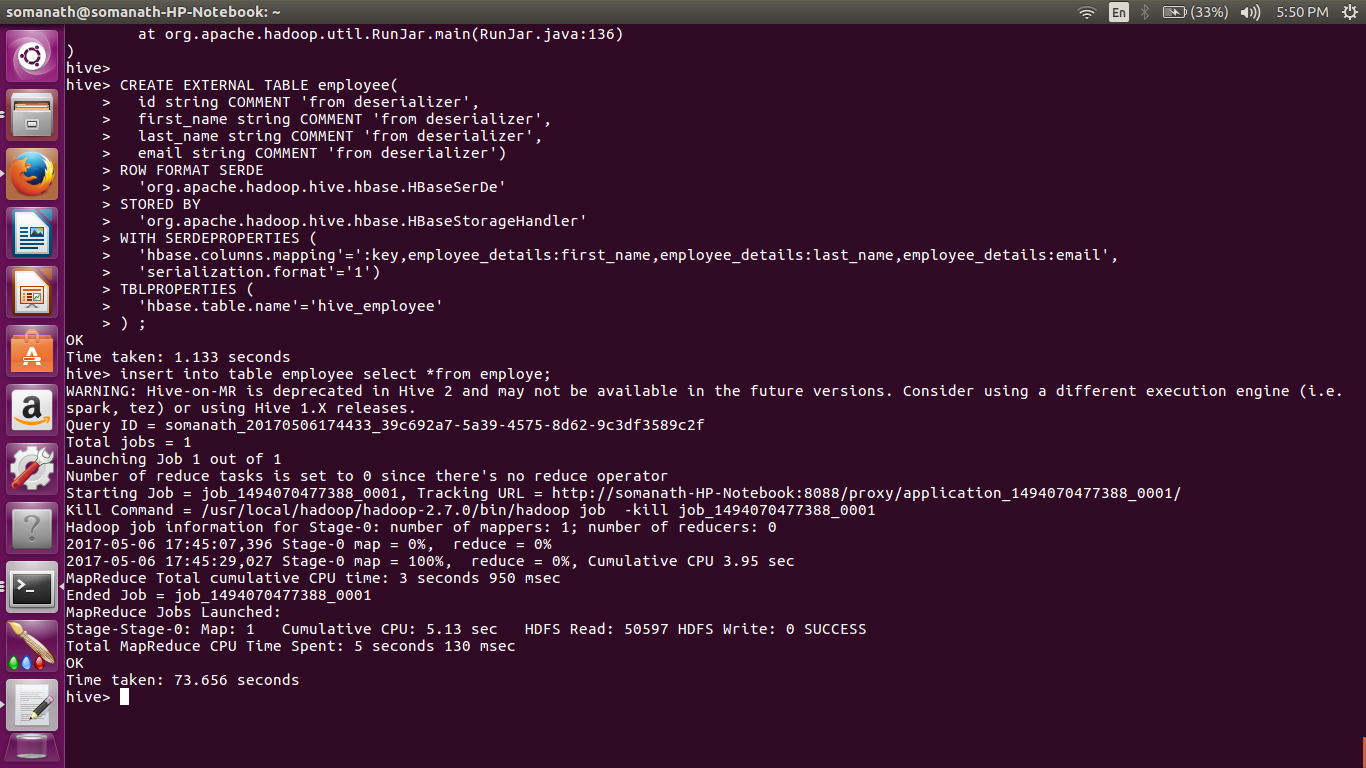 somanath@somanath-HP-Notebook: ~
En
(33%)
5:50 PM
        at org.apache.hadoop.util.RunJar.main(RunJar.java:136)
)
hive>
hive> CREATE EXTERNAL TABLE employee(
    >   id string COMMENT 'from deserializer',
    >   first_name string COMMENT 'from deserializer',
    >   last_name string COMMENT 'from deserializer',
    >   email string COMMENT 'from deserializer')
    > ROW FORMAT SERDE
    >   'org.apache.hadoop.hive.hbase.HBaseSerDe'
    > STORED BY
    >   'org.apache.hadoop.hive.hbase.HBaseStorageHandler'
    > WITH SERDEPROPERTIES (
    >   'hbase.columns.mapping'=':key,employee_details:first_name,employee_details:last_name,employee_details:email',
    >   'serialization.format'='1')
    > TBLPROPERTIES (
    >   'hbase.table.name'='hive_employee'
    > ) ;
OK
Time taken: 1.133 seconds
hive> insert into table employee select *from employe;
WARNING: Hive-on-MR is deprecated in Hive 2 and may not be available in the future versions. Consider using a different execution engine (i.e.
spark, tez) or using Hive 1.X releases.
Query ID = somanath_20170506174433_39c692a7-5a39-4575-8d62-9c3df3589c2f
Total jobs = 1
Launching Job 1 out of 1
Number of reduce tasks is set to 0 since there's no reduce operator
Starting Job = job_1494070477388_0001, Tracking URL = http://somanath-HP-Notebook:8088/proxy/application_1494070477388_0001/
Kill Command = /usr/local/hadoop/hadoop-2.7.0/bin/hadoop job  -kill job_1494070477388_0001
Hadoop job information for Stage-0: number of mappers: 1; number of reducers: 0
2017-05-06 17:45:07,396 Stage-0 map = 0%,  reduce = 0%
2017-05-06 17:45:29,027 Stage-0 map = 100%,  reduce = 0%, Cumulative CPU 3.95 sec
MapReduce Total cumulative CPU time: 3 seconds 950 msec
Ended Job = job_1494070477388_0001
MapReduce Jobs Launched:
Stage-Stage-0: Map: 1   Cumulative CPU: 5.13 sec   HDFS Read: 50597 HDFS Write: 0 SUCCESS
Total MapReduce CPU Time Spent: 5 seconds 130 msec
OK
Time taken: 73.656 seconds
hive>